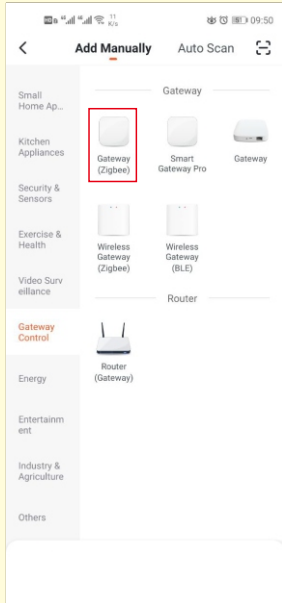 11 K/s 09:50
Add Manually Auto Scan
Small
Home Ap...
Kitchen
Appliances
Security &
Sensors
Exercise &
Health
Video Surv
eillance
Gateway
Control
Energy
Entertainm
ent
Industry &
Agriculture
Others
Gateway
Gateway
(Zigbee)
Smart
Gateway Pro
Gateway
Wireless
Gateway
(Zigbee)
Wireless
Gateway
(BLE)
Router
Router
(Gateway)